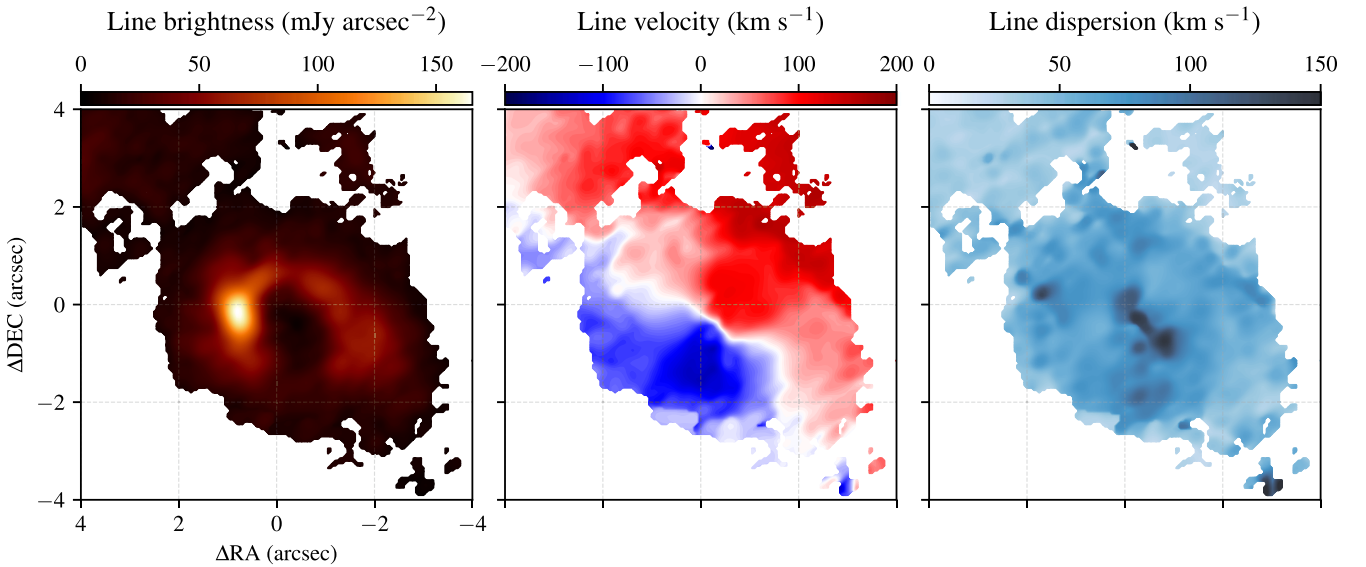 Line brightness (mJy arcsec⁻²) Line velocity (km s⁻¹) Line dispersion (km s⁻¹)
0 50 100 150 −200 −100 0 100 200 0 50 100 150
4
2
0
−2
−4
ΔDEC (arcsec)
4 2 0 −2 −4
ΔRA (arcsec)